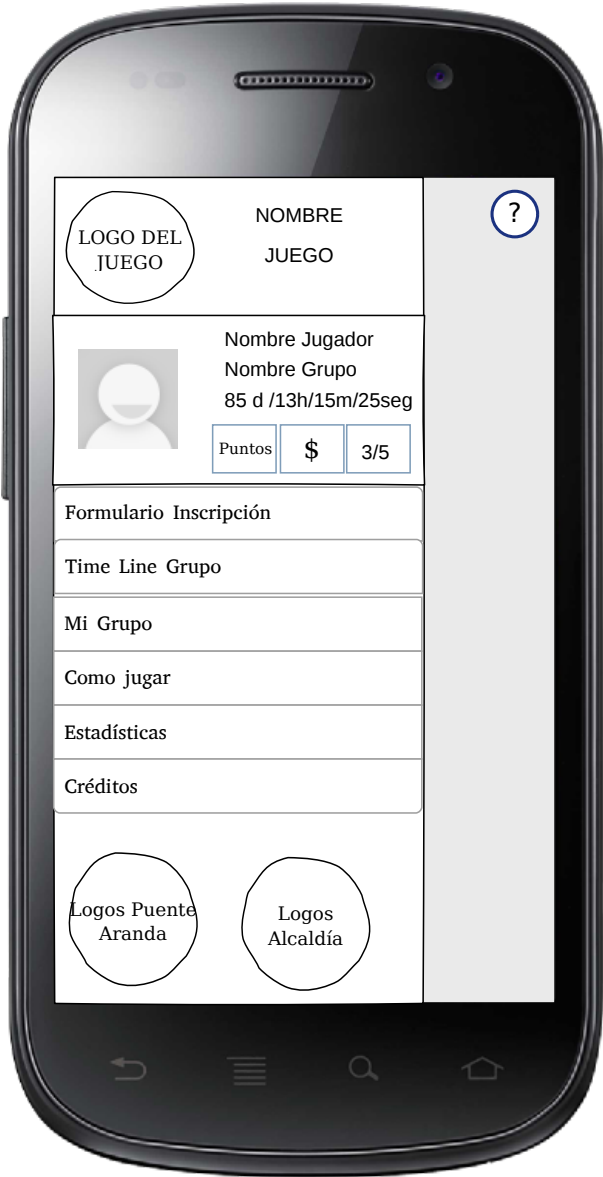 LOGO DEL
JUEGO
NOMBRE
JUEGO
?
Nombre Jugador
Nombre Grupo
85 d /13h/15m/25seg
Puntos
$
3/5
Formulario Inscripción
Time Line Grupo
Mi Grupo
Como jugar
Estadísticas
Créditos
Logos Puente
Aranda
Logos
Alcaldía